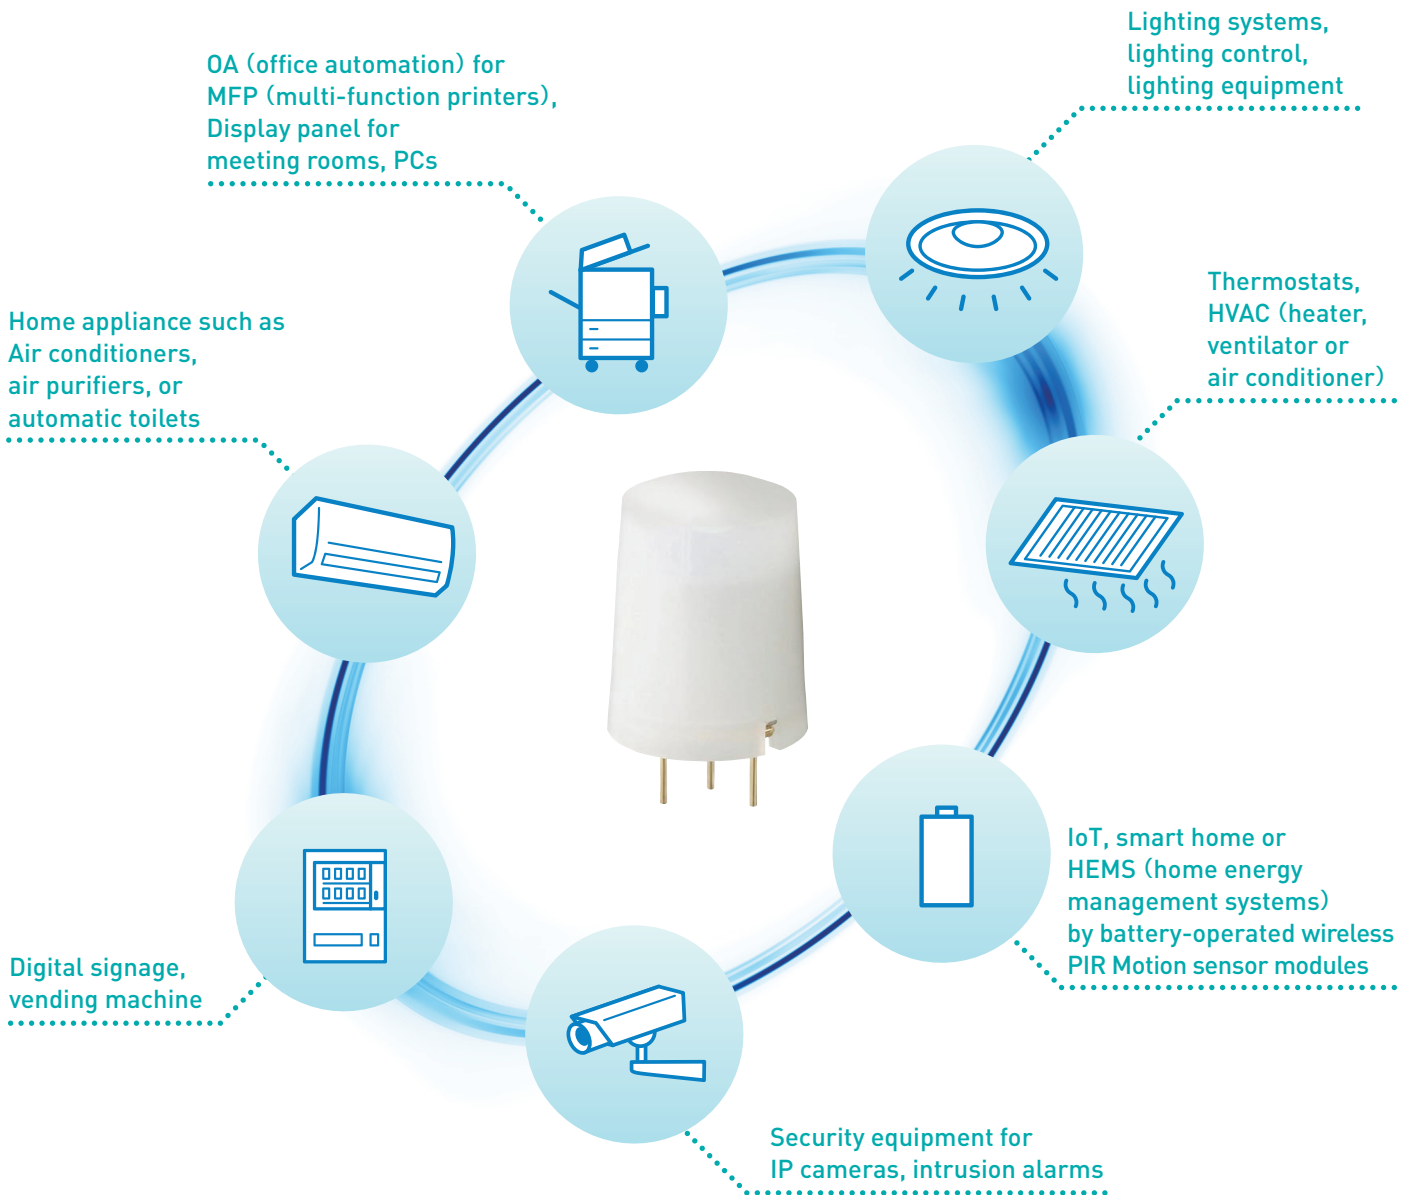 Lighting systems,
lighting control,
lighting equipment
OA (office automation) for
MFP (multi-function printers),
Display panel for
meeting rooms, PCs
Thermostats,
HVAC (heater,
ventilator or
air conditioner)
Home appliance such as
Air conditioners,
air purifiers, or
automatic toilets
IoT, smart home or
HEMS (home energy
management systems)
by battery-operated wireless
PIR Motion sensor modules
Digital signage,
vending machine
Security equipment for
IP cameras, intrusion alarms